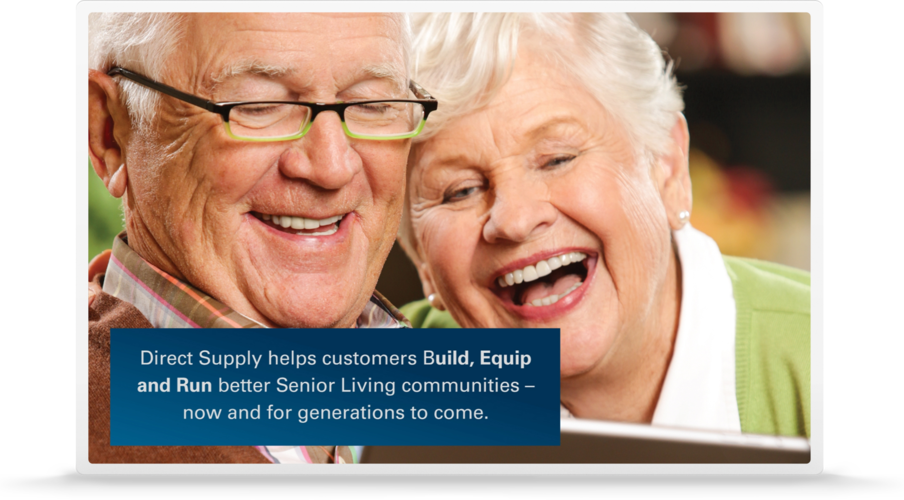 Direct Supply helps customers Build, Equip
and Run better Senior Living communities –
now and for generations to come.